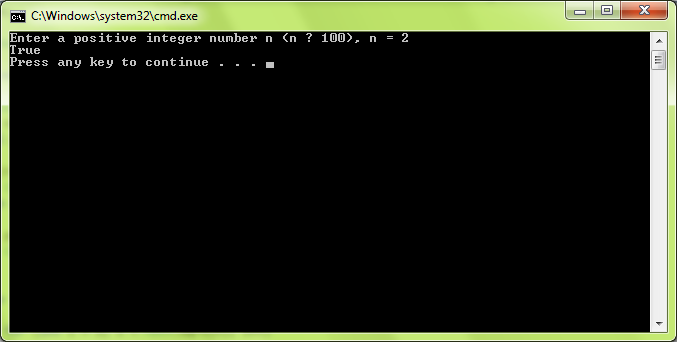 C:\Windows\system32\cmd.exe
Enter a positive integer number n (n ? 100), n = 2
True
Press any key to continue . . .